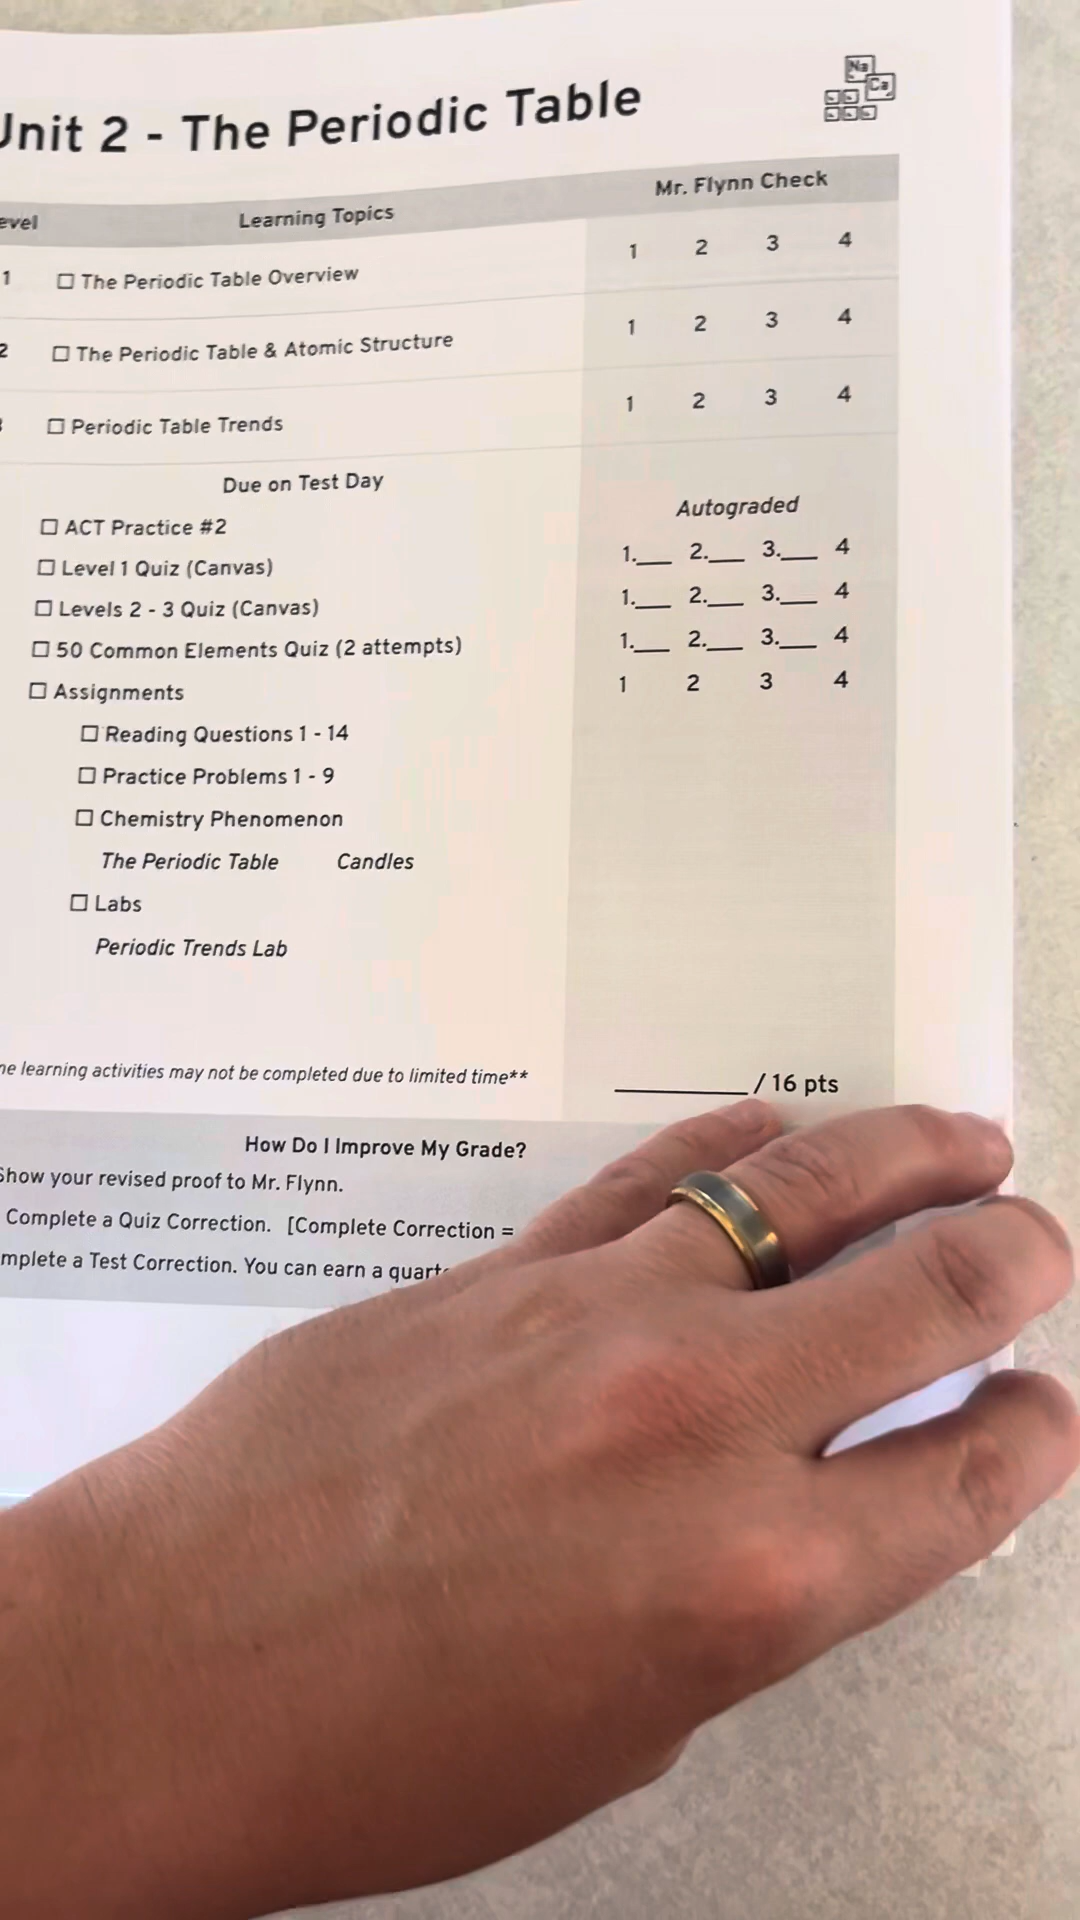 Unit 2 - The Periodic Table
Na
Ca
Learning Topics
Mr. Flynn Check
1 ☐ The Periodic Table Overview 1 2 3 4
2 ☐ The Periodic Table & Atomic Structure 1 2 3 4
☐ Periodic Table Trends 1 2 3 4
Due on Test Day
Autograded
☐ ACT Practice #2 1.___ 2.___ 3.___ 4
☐ Level 1 Quiz (Canvas) 1.___ 2.___ 3.___ 4
☐ Levels 2 - 3 Quiz (Canvas) 1.___ 2.___ 3.___ 4
☐ 50 Common Elements Quiz (2 attempts) 1 2 3 4
☐ Assignments
☐ Reading Questions 1 - 14
☐ Practice Problems 1 - 9
☐ Chemistry Phenomenon
The Periodic Table Candles
☐ Labs
Periodic Trends Lab
learning activities may not be completed due to limited time**
__________ / 16 pts
How Do I Improve My Grade?
Show your revised proof to Mr. Flynn.
Complete a Quiz Correction. [Complete Correction =
mplete a Test Correction. You can earn a quart